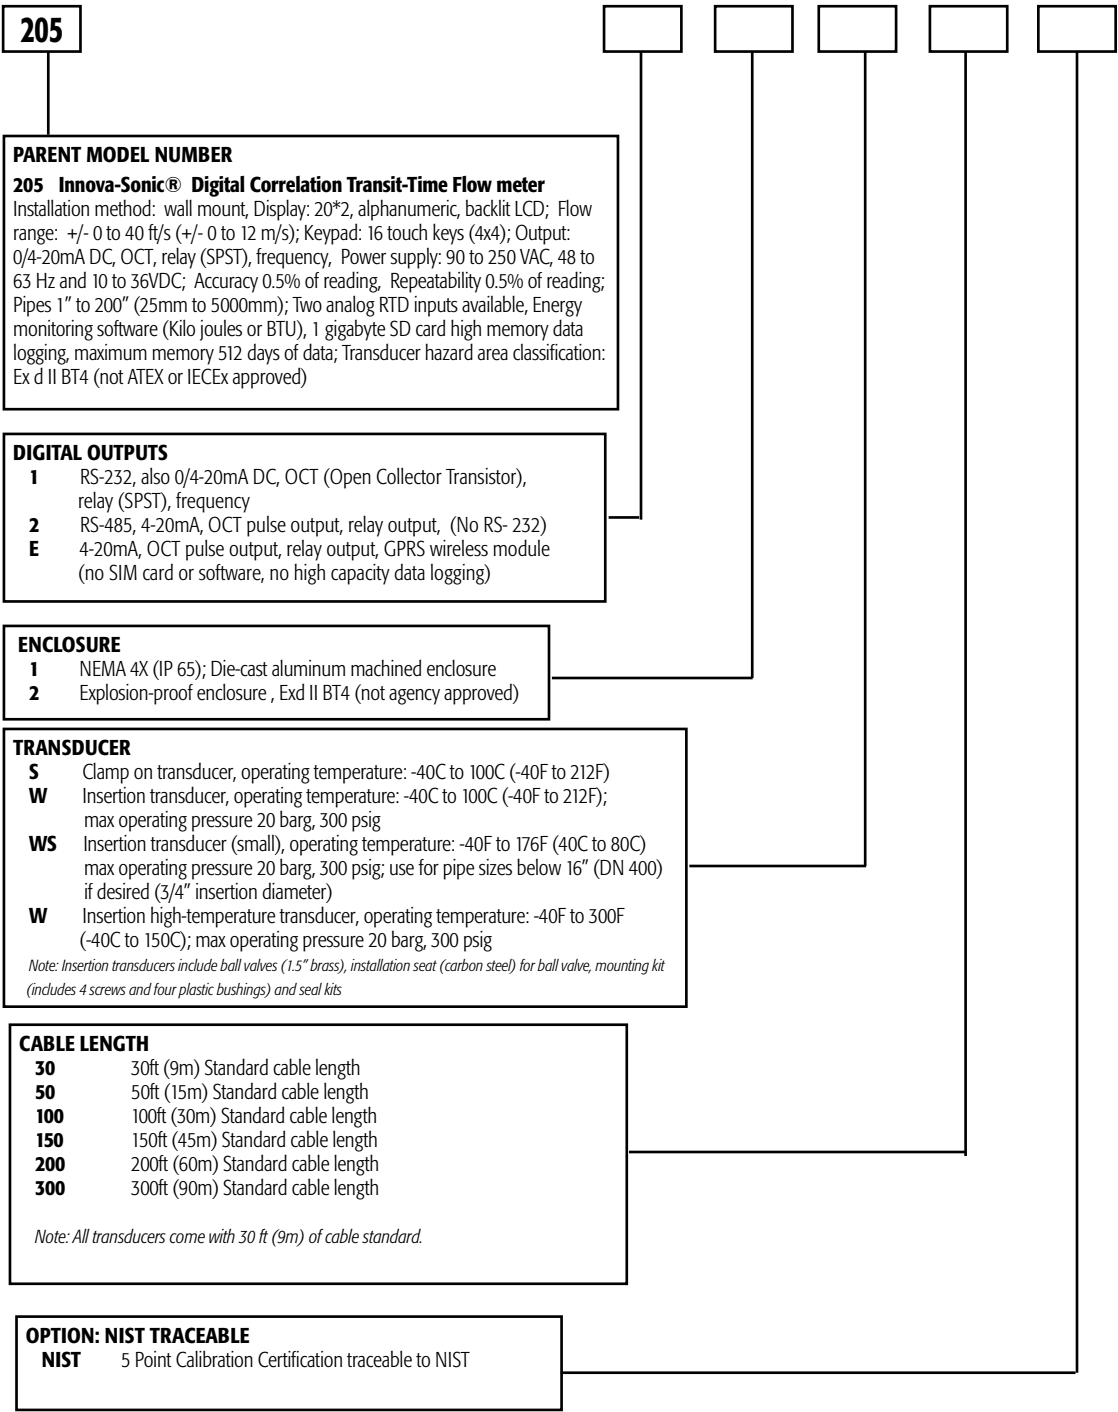 205
PARENT MODEL NUMBER
205 Innova-Sonic® Digital Correlation Transit-Time Flow meter
Installation method: wall mount, Display: 20*2, alphanumeric, backlit LCD; Flow
range: +/- 0 to 40 ft/s (+/- 0 to 12 m/s); Keypad: 16 touch keys (4x4); Output:
0/4-20mA DC, OCT, relay (SPST), frequency, Power supply: 90 to 250 VAC, 48 to
63 Hz and 10 to 36VDC; Accuracy 0.5% of reading, Repeatability 0.5% of reading;
Pipes 1" to 200" (25mm to 5000mm); Two analog RTD inputs available, Energy
monitoring software (Kilo joules or BTU), 1 gigabyte SD card high memory data
logging, maximum memory 512 days of data; Transducer hazard area classification:
Ex d II BT4 (not ATEX or IECEx approved)
DIGITAL OUTPUTS
1 RS-232, also 0/4-20mA DC, OCT (Open Collector Transistor),
relay (SPST), frequency
2 RS-485, 4-20mA, OCT pulse output, relay output, (No RS- 232)
E 4-20mA, OCT pulse output, relay output, GPRS wireless module
(no SIM card or software, no high capacity data logging)
ENCLOSURE
1 NEMA 4X (IP 65); Die-cast aluminum machined enclosure
2 Explosion-proof enclosure , Exd II BT4 (not agency approved)
TRANSDUCER
S Clamp on transducer, operating temperature: -40C to 100C (-40F to 212F)
W Insertion transducer, operating temperature: -40C to 100C (-40F to 212F);
max operating pressure 20 barg, 300 psig
WS Insertion transducer (small), operating temperature: -40F to 176F (40C to 80C)
max operating pressure 20 barg, 300 psig; use for pipe sizes below 16" (DN 400)
if desired (3/4" insertion diameter)
W Insertion high-temperature transducer, operating temperature: -40F to 300F
(-40C to 150C); max operating pressure 20 barg, 300 psig
Note: Insertion transducers include ball valves (1.5" brass), installation seat (carbon steel) for ball valve, mounting kit
(includes 4 screws and four plastic bushings) and seal kits
CABLE LENGTH
30 30ft (9m) Standard cable length
50 50ft (15m) Standard cable length
100 100ft (30m) Standard cable length
150 150ft (45m) Standard cable length
200 200ft (60m) Standard cable length
300 300ft (90m) Standard cable length
Note: All transducers come with 30 ft (9m) of cable standard.
OPTION: NIST TRACEABLE
NIST 5 Point Calibration Certification traceable to NIST